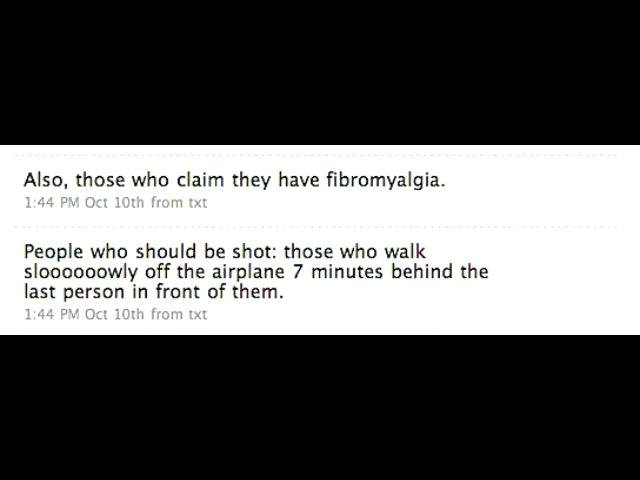 Also, those who claim they have fibromyalgia.
1:44 PM Oct 10th from txt
People who should be shot: those who walk
slooooooowly off the airplane 7 minutes behind the
last person in front of them.
1:44 PM Oct 10th from txt